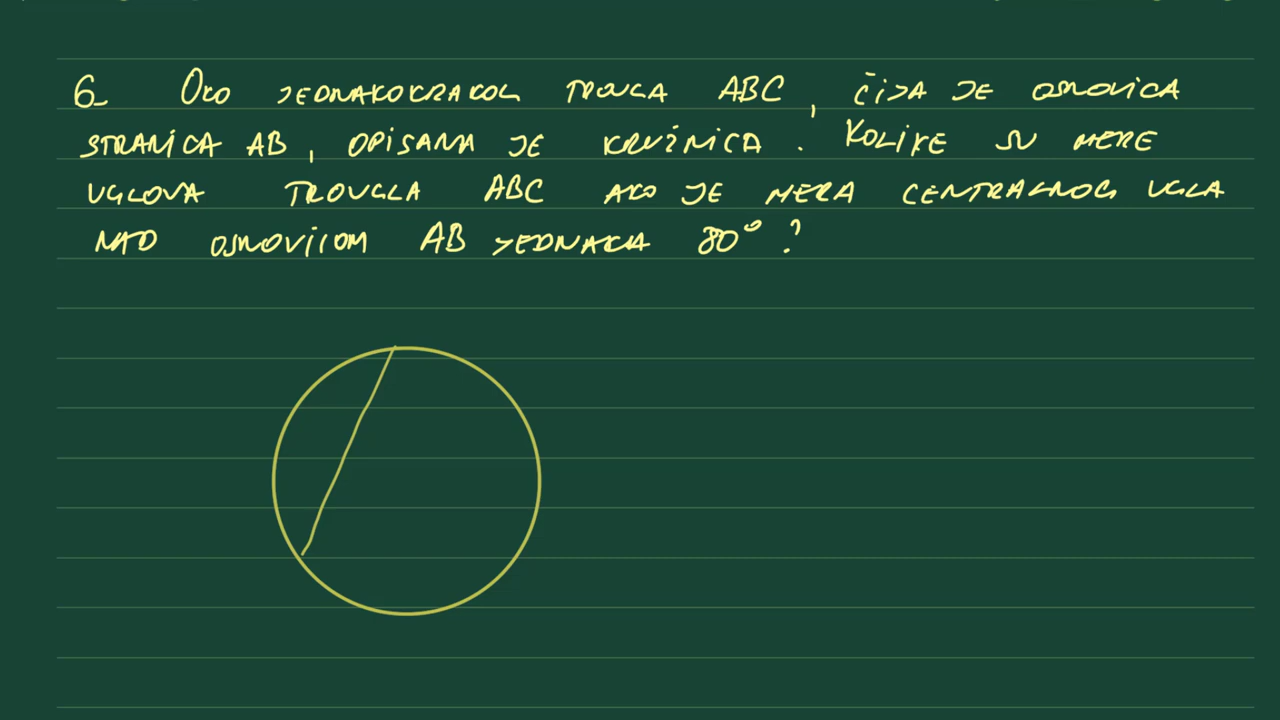 6_ OKO JEDNAKOKRAKOG TROUGLA ABC, ČIJA JE OSNOVICA
STRANICA AB, OPISANA JE KRUŽNICA. KOLIKE SU MERE
UGLOVA TROUGLA ABC AKO JE MERA CENTRALNOG UGLA
NAD OSNOVICOM AB JEDNAKA 80°?